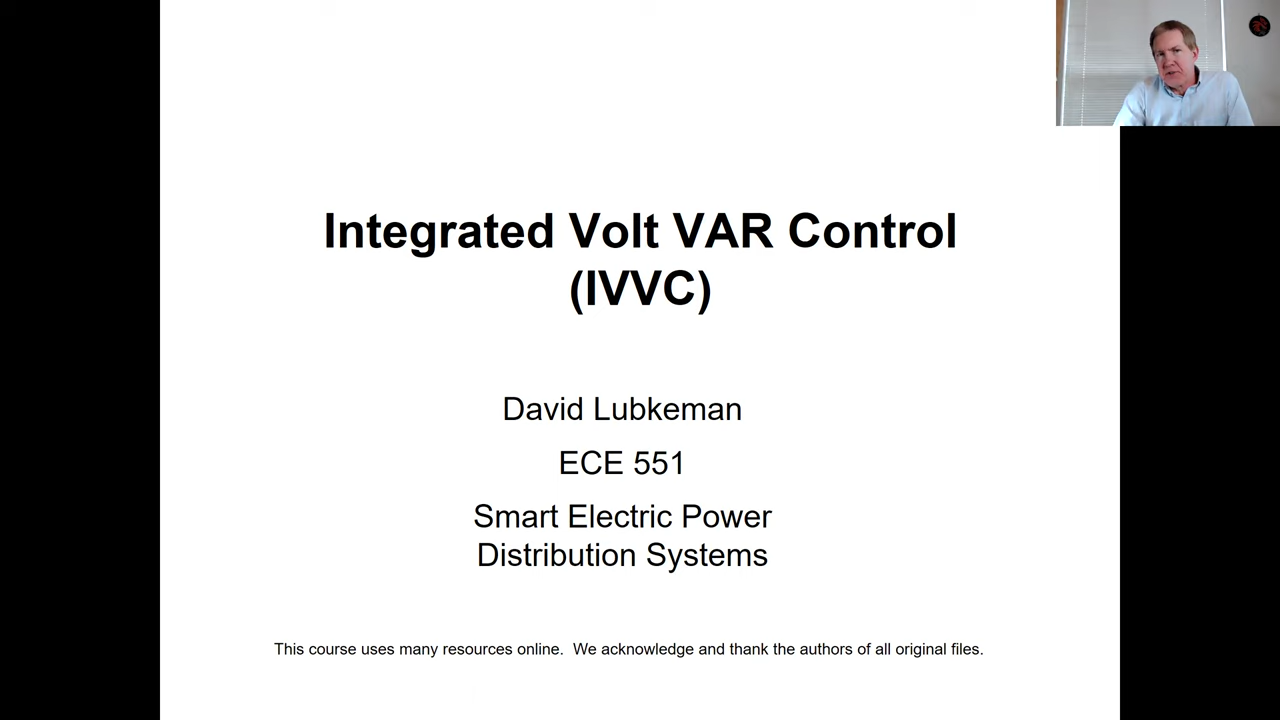 Integrated Volt VAR Control
(IVVC)
David Lubkeman
ECE 551
Smart Electric Power
Distribution Systems
This course uses many resources online.  We acknowledge and thank the authors of all original files.